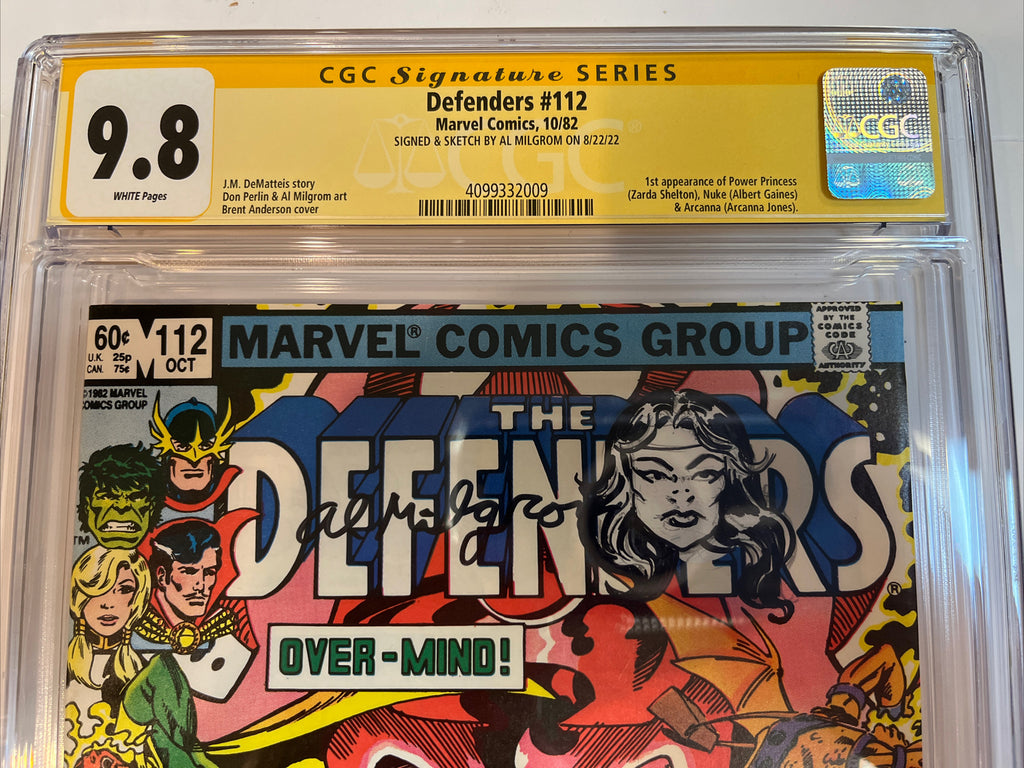 CGC Signature SERIES
Defenders #112
Marvel Comics, 10/82
SIGNED & SKETCH BY AL MILGROM ON 8/22/22
9.8
WHITE Pages
J.M. DeMatteis story
Don Perlin & Al Milgrom art
Brent Anderson cover
4099332009
1st appearance of Power Princess
(Zarda Shelton), Nuke (Albert Gaines)
& Arcanna (Arcanna Jones).
CGC
CGC®
60¢
U.K. 25p
CAN. 75¢
M
112
OCT
MARVEL® COMICS GROUP
APPROVED
BY THE
COMICS
CODE
CA
AUTHORITY
©1982 MARVEL
COMICS GROUP
TM
THE
DEFENDERS
®
Al Milgrom
OVER-MIND!